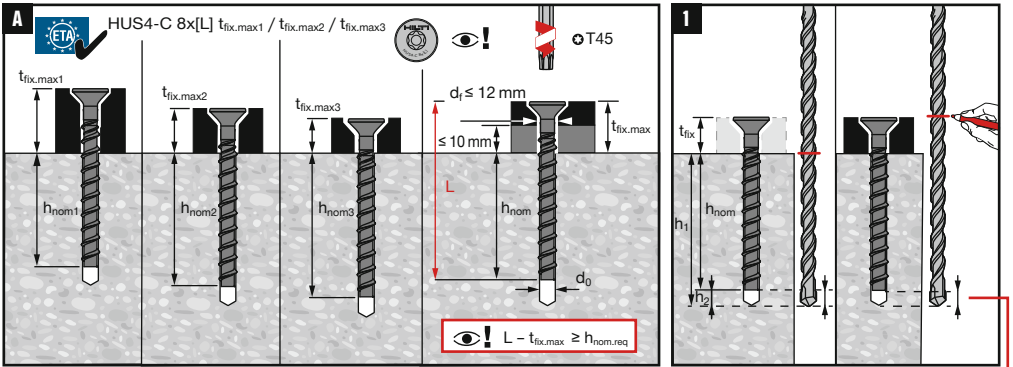 A
ETA
HUS4-C 8x[L] tfix.max1 / tfix.max2 / tfix.max3
HILTI
T45
tfix.max1
tfix.max2
tfix.max3
df ≤ 12 mm
≤ 10 mm
tfix.max
L
hnom1
hnom2
hnom3
hnom
d0
! L – tfix.max ≥ hnom.req
!
1
tfix
hnom
h1
h2